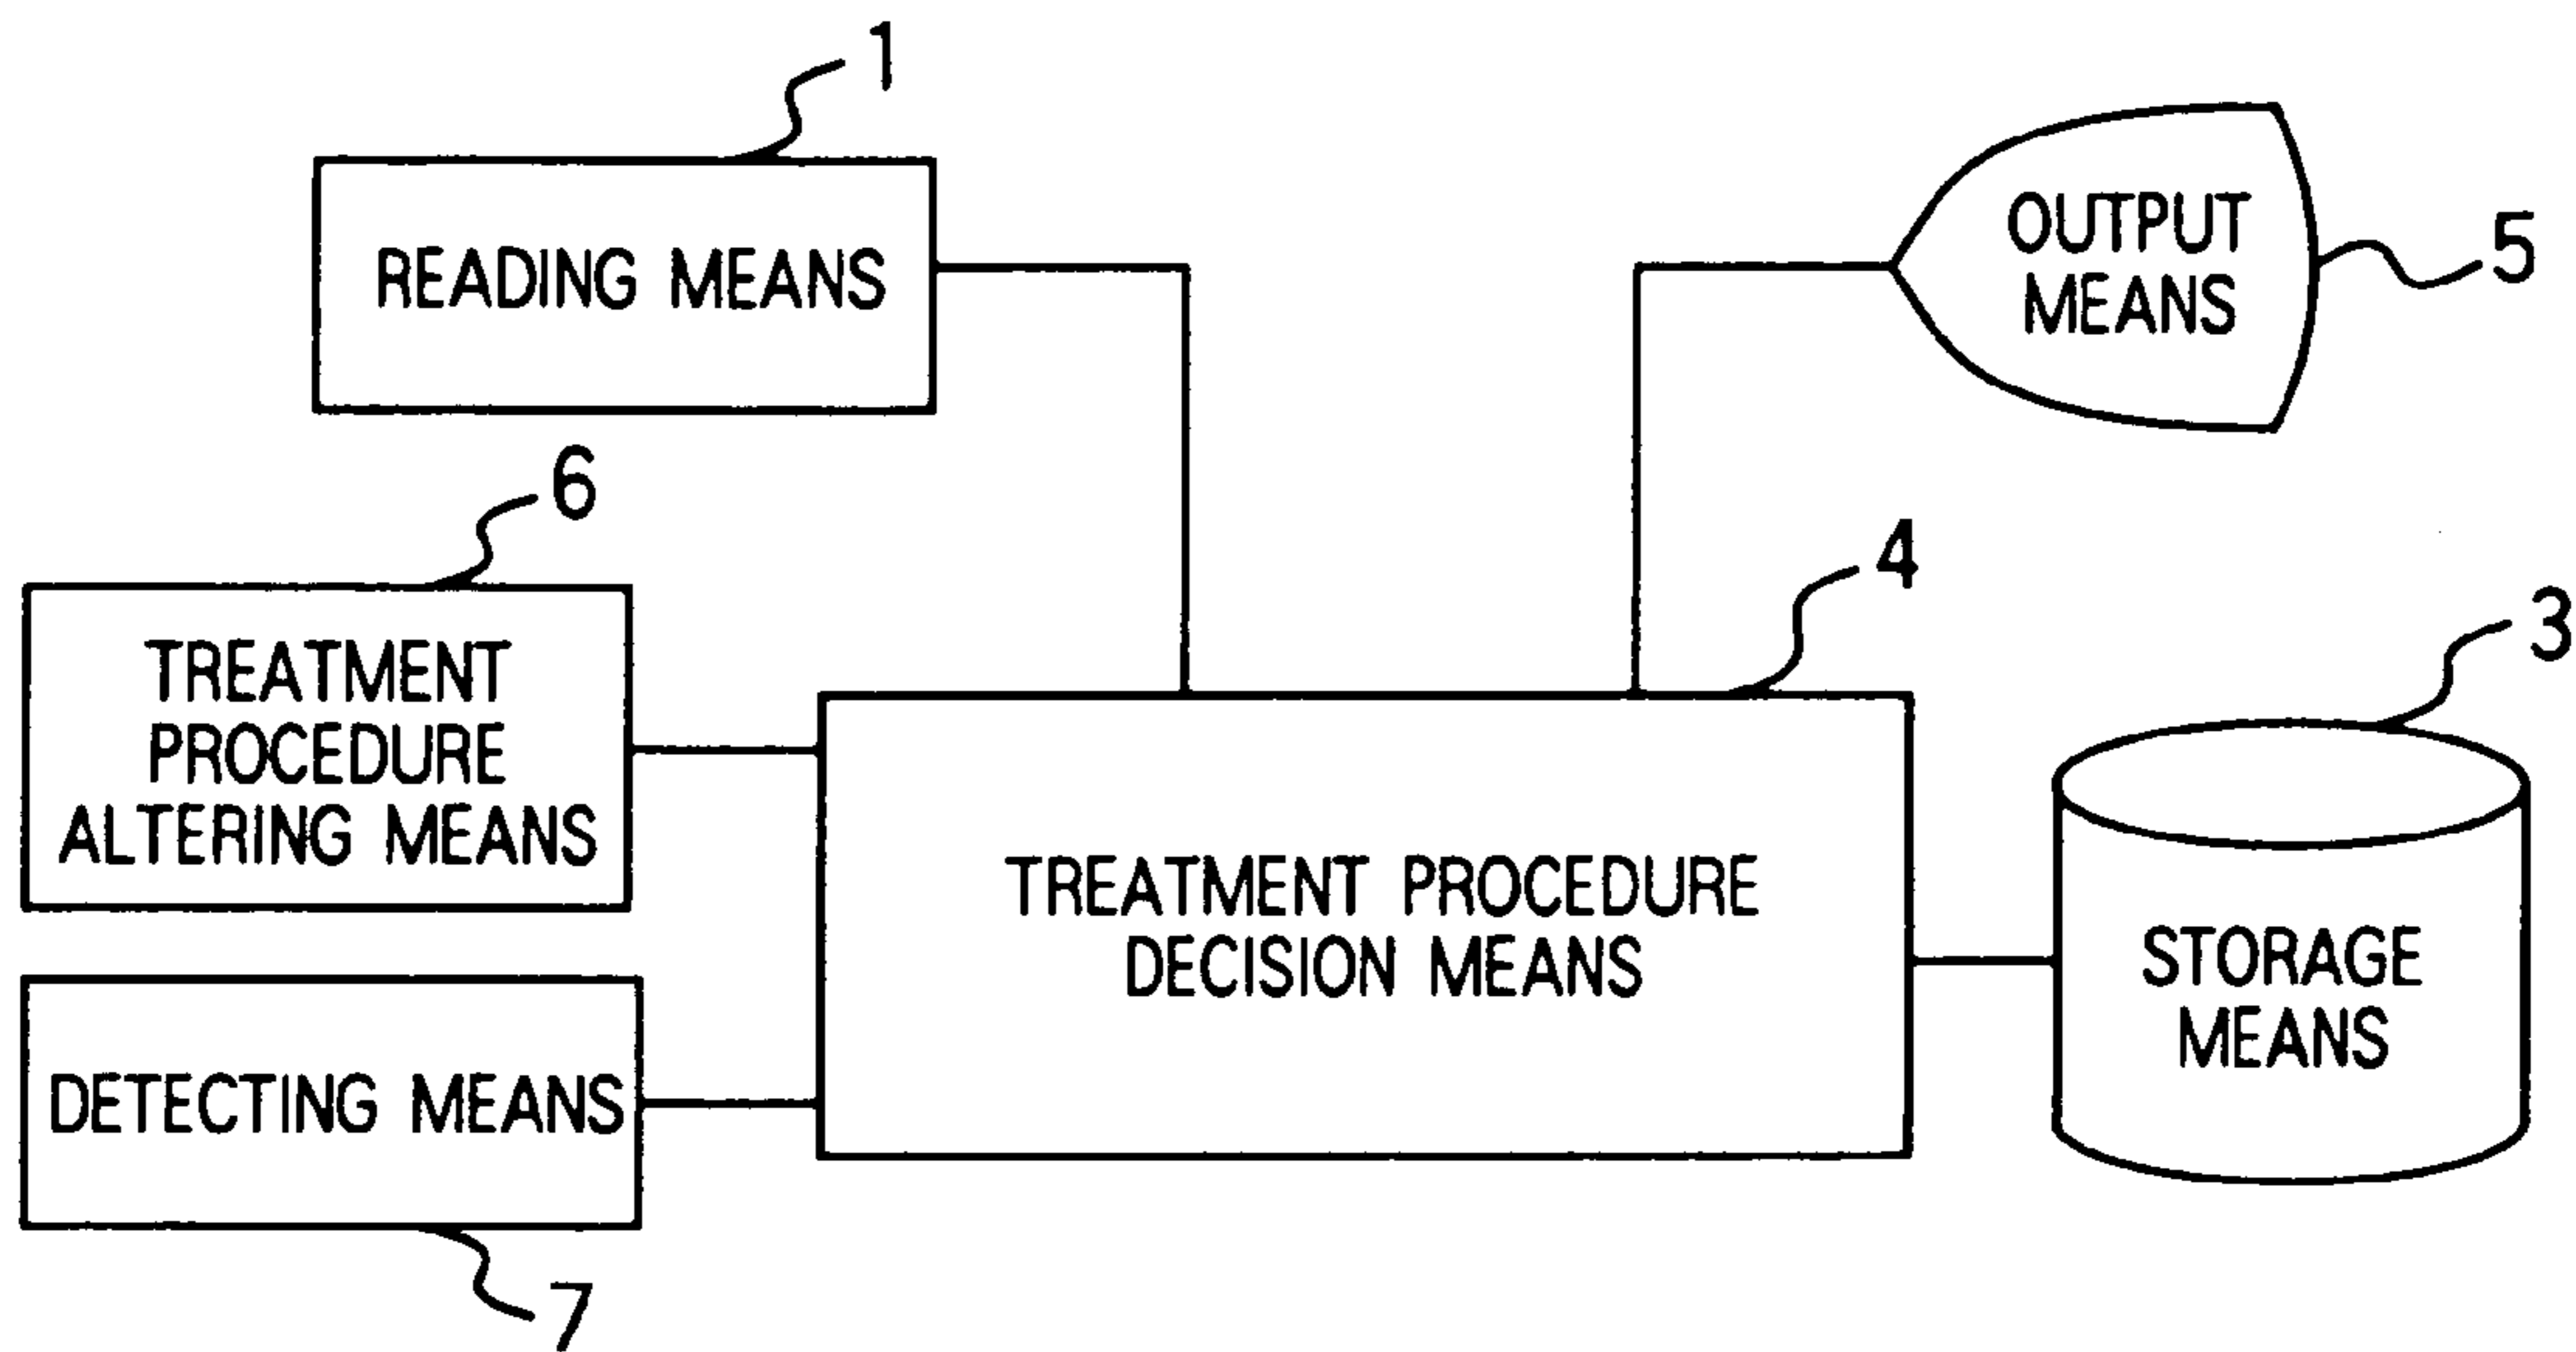 1
READING MEANS
OUTPUT
MEANS
5
6
TREATMENT
PROCEDURE
ALTERING MEANS
4
TREATMENT PROCEDURE
DECISION MEANS
3
STORAGE
MEANS
DETECTING MEANS
7